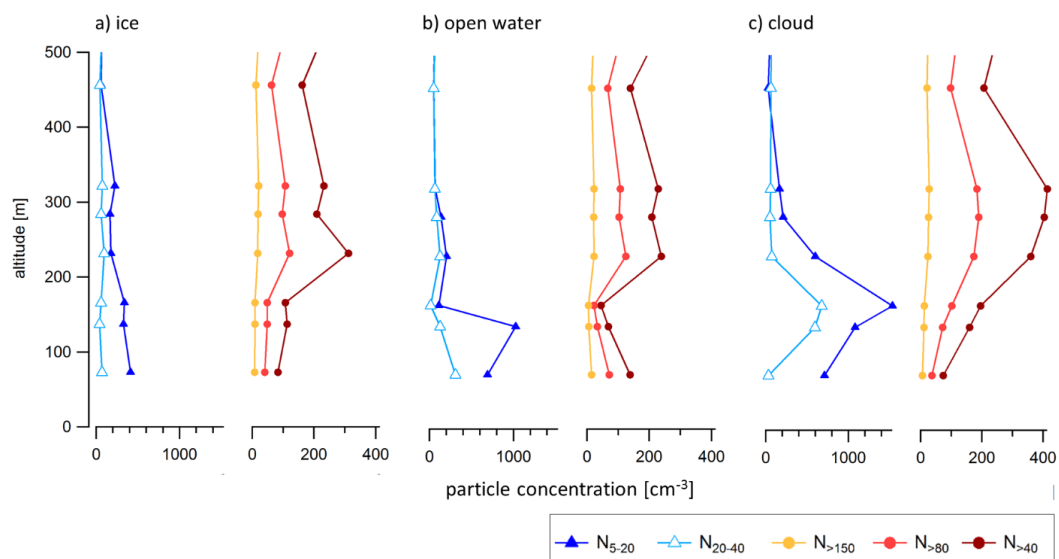 a) ice
b) open water
c) cloud
500
400
300
200
100
0
altitude [m]
0 1000 0 200 400 0 1000 0 200 400 0 1000 0 200 400
particle concentration [cm⁻³]
N5-20 N20-40 N>150 N>80 N>40